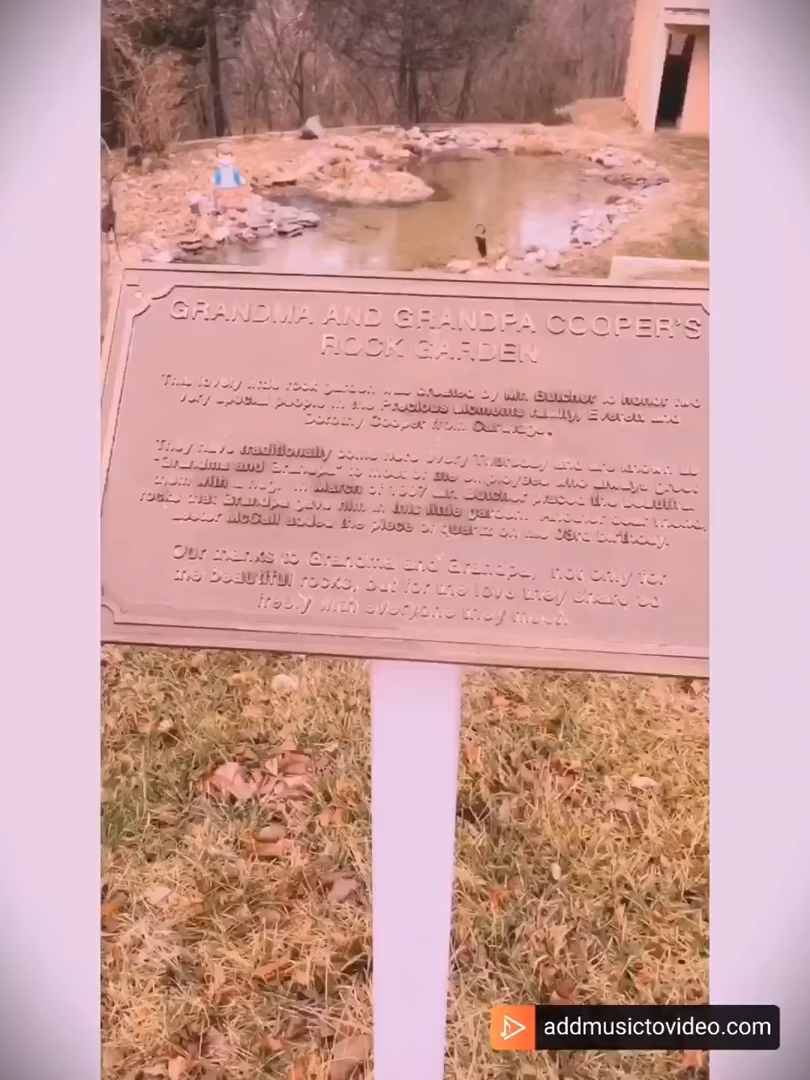 GRANDMA AND GRANDPA COOPER'S
ROCK GARDEN
This lovely little rock garden was created by Mr. Butcher to honor two
very special people in the Precious Moments family, Everett and
Dorothy Cooper from Carthage.
They have traditionally come here every Thursday and are known as
"Grandma and Grandpa" to most of the employees who always greet
them with a hug. In March of Mr. Butcher placed the beautiful
rocks that Grandpa gave him in this little garden. Another dear friend,
Lester McCall added the piece of quartz on his birthday.
Our thanks to Grandma and Grandpa, not only for
the beautiful rocks, but for the love they share so
freely with everyone they meet.
addmusictovideo.com